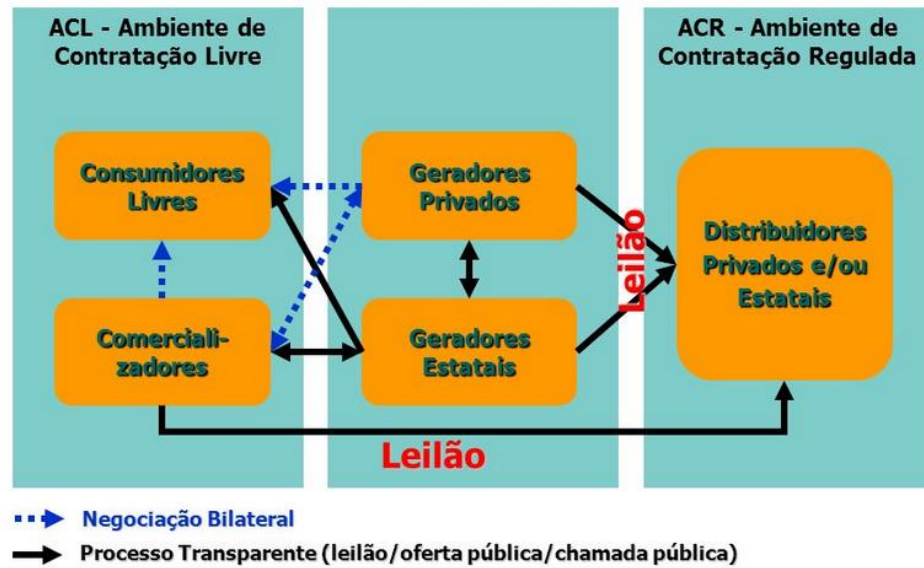 ACL - Ambiente de
Contratação Livre
ACR - Ambiente de
Contratação Regulada
Consumidores
Livres
Geradores
Privados
Distribuidores
Privados e/ou
Estatais
Leilão
Comerciali-
zadores
Geradores
Estatais
Leilão
Negociação Bilateral
Processo Transparente (leilão/oferta pública/chamada pública)